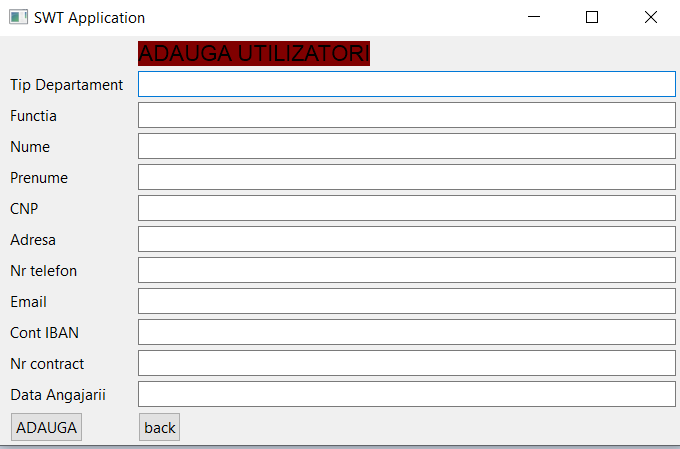 SWT Application
ADAUGA UTILIZATORI
Tip Departament
Functia
Nume
Prenume
CNP
Adresa
Nr telefon
Email
Cont IBAN
Nr contract
Data Angajarii
ADAUGA back